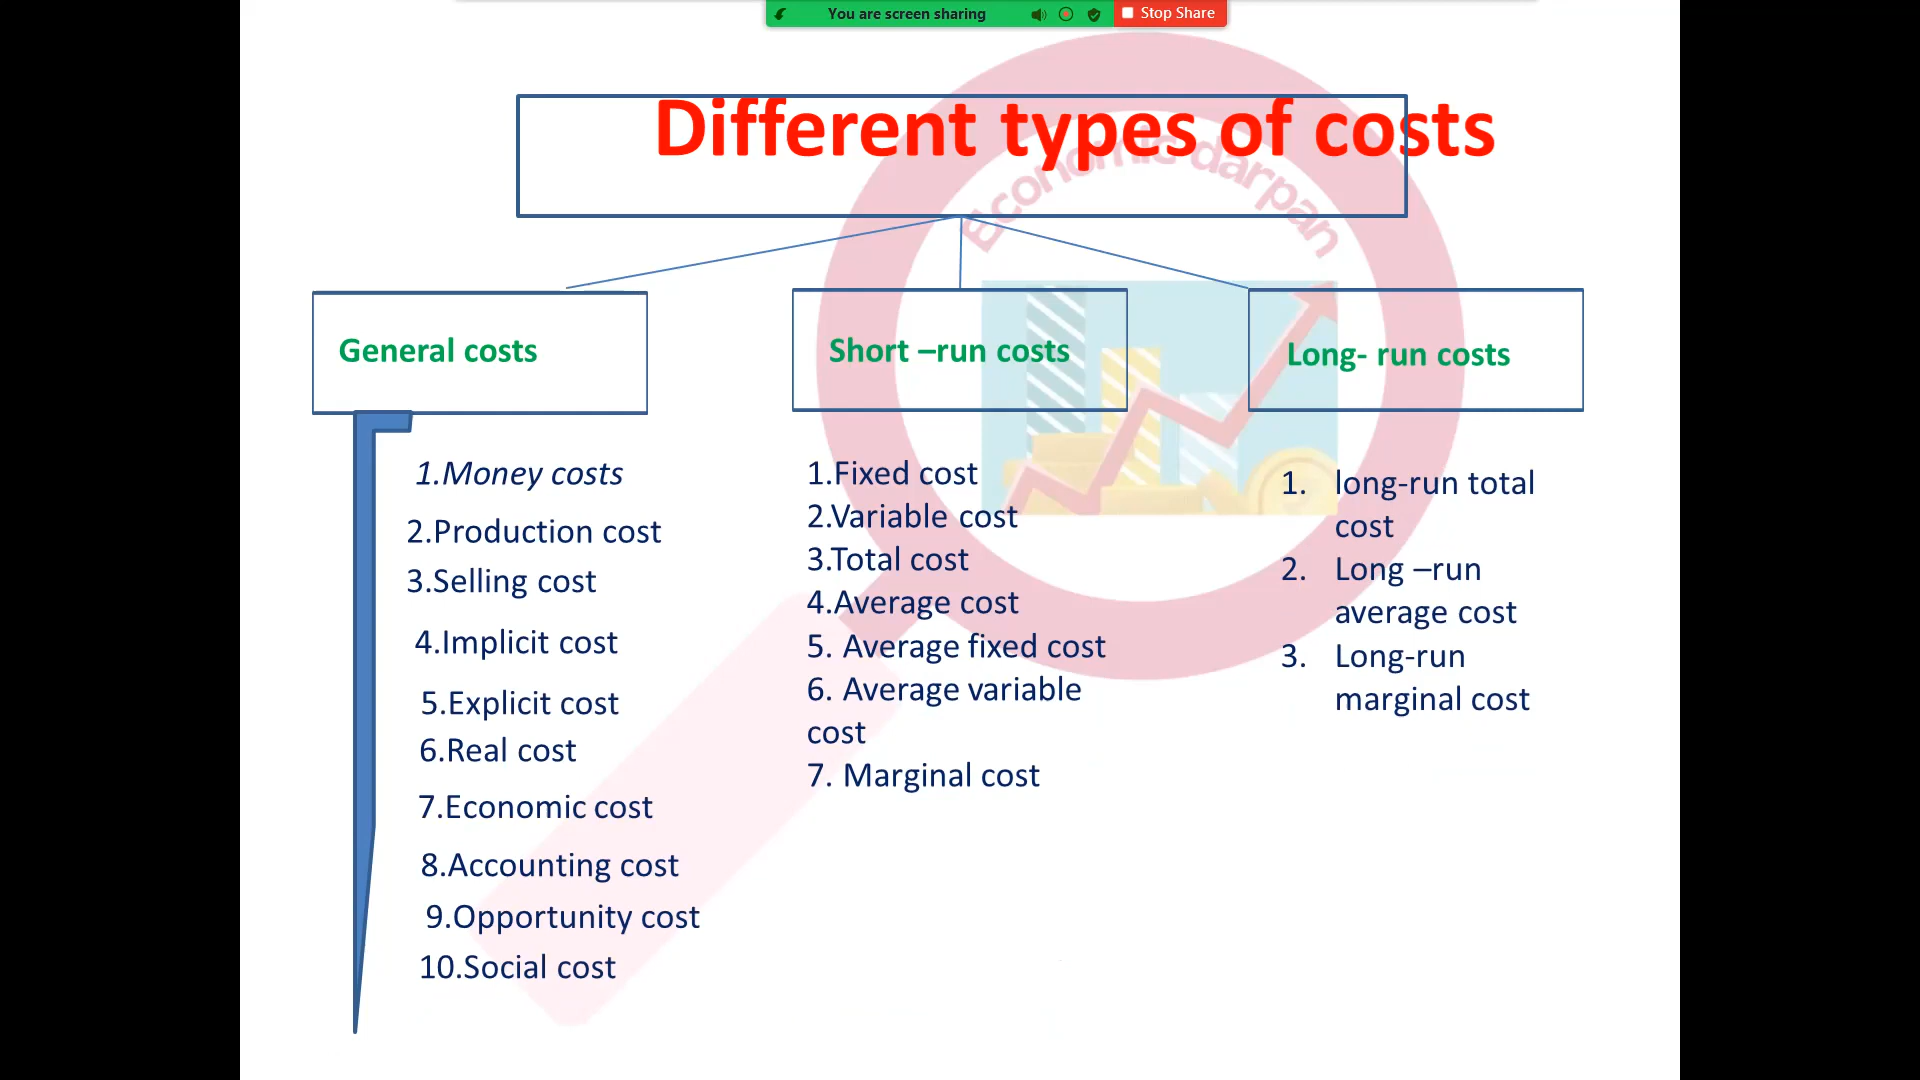 You are screen sharing
Stop Share
Different types of costs
Economic darpan
General costs
Short –run costs
Long- run costs
1.Money costs
2.Production cost
3.Selling cost
4.Implicit cost
5.Explicit cost
6.Real cost
7.Economic cost
8.Accounting cost
9.Opportunity cost
10.Social cost
1.Fixed cost
2.Variable cost
3.Total cost
4.Average cost
5. Average fixed cost
6. Average variable
cost
7. Marginal cost
1. long-run total
cost
2. Long –run
average cost
3. Long-run
marginal cost